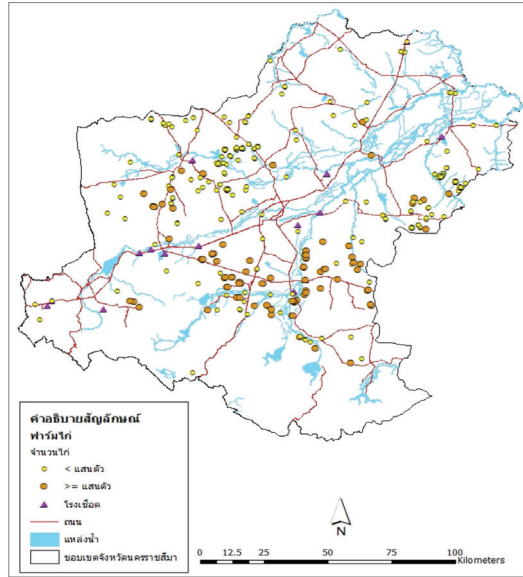 คำอธิบายสัญลักษณ์
ฟาร์มไก่
จำนวนไก่
< แสนตัว
>= แสนตัว
โรงเชือด
ถนน
แหล่งน้ำ
ขอบเขตจังหวัดนครราชสีมา
N
0 12.5 25 50 75 100
Kilometers